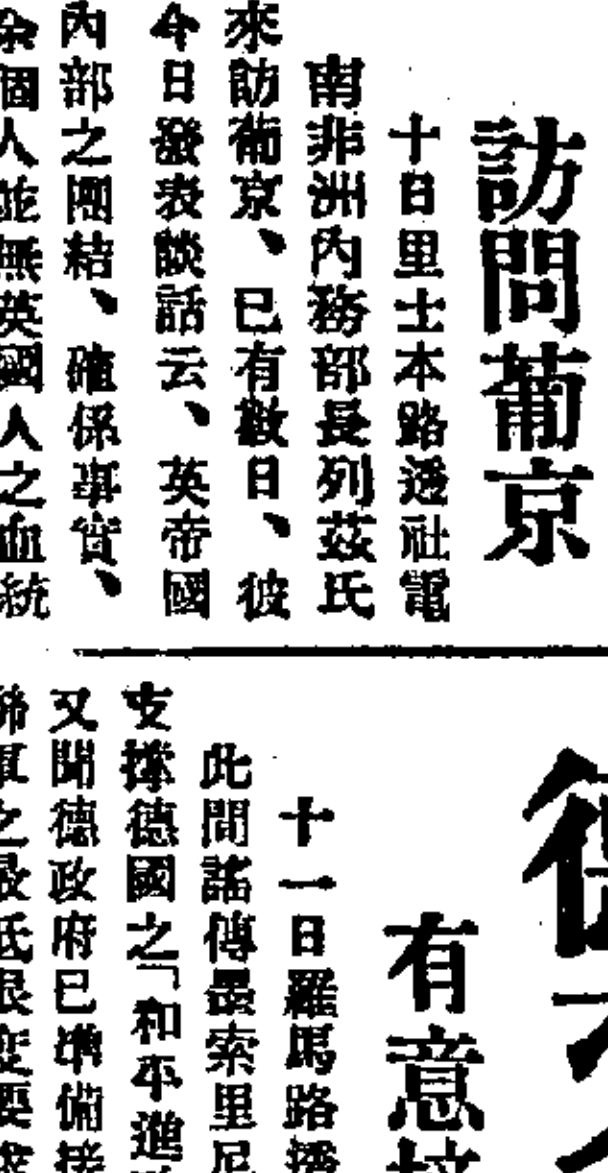 訪問葡京
十日里士本路透社電
南非洲內務部長列茲氏
來訪葡京、已有數日、彼
今日發表談話云、英帝國
內部之團結、確係事實、
余個人並無英國人之血統
有意
十一日羅馬路透
此間謠傳墨索里尼
支撐德國之「和平進
又聞德政府已準備接
軍之最低限度要求